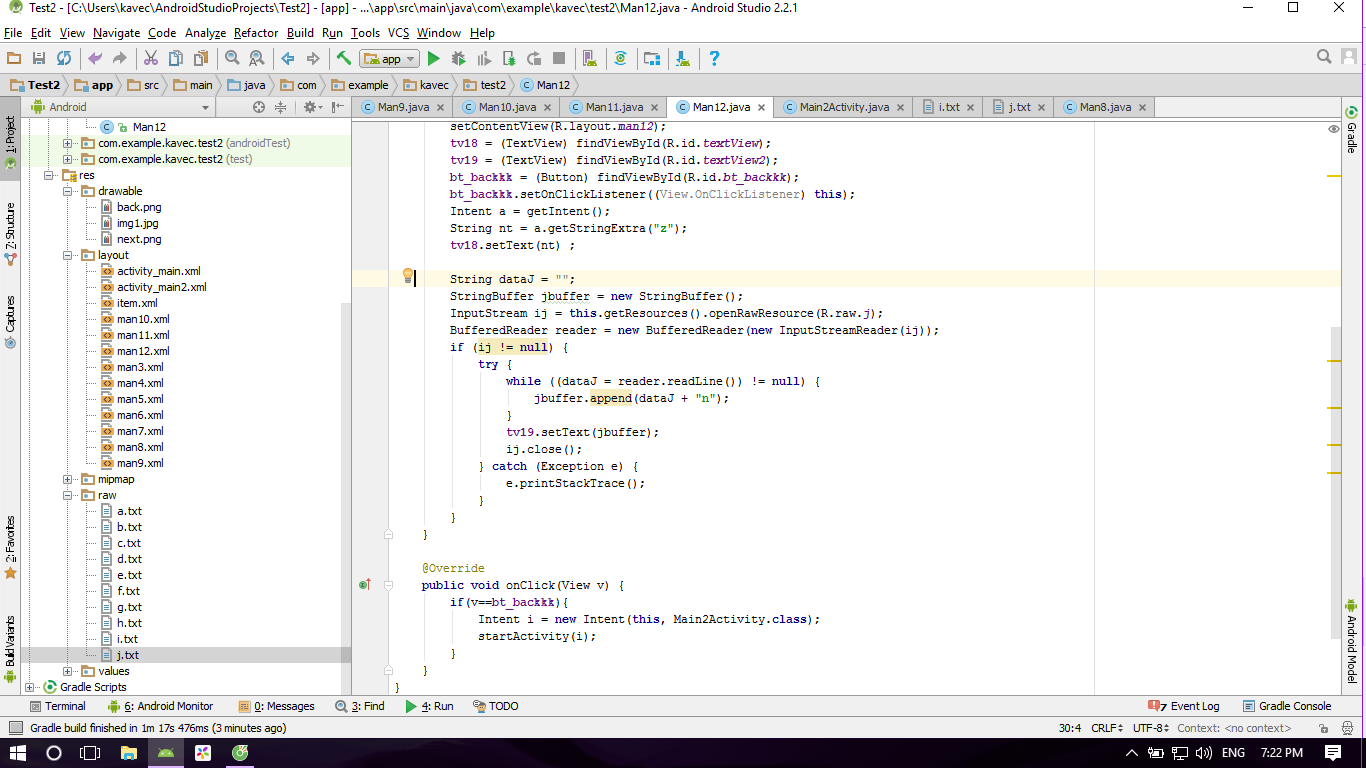 Test2 - [C:\Users\kavec\AndroidStudioProjects\Test2] - [app] - ...\app\src\main\java\com\example\kavec\test2\Man12.java - Android Studio 2.2.1
File Edit View Navigate Code Analyze Refactor Build Run Tools VCS Window Help
app
Test2 app src main java com example kavec test2 Man12
Android
Man9.java Man10.java Man11.java Man12.java Main2Activity.java i.txt j.txt Man8.java
1: Project
7: Structure
Captures
2: Favorites
Build Variants
Man12
com.example.kavec.test2 (androidTest)
com.example.kavec.test2 (test)
res
drawable
back.png
img1.jpg
next.png
layout
activity_main.xml
activity_main2.xml
item.xml
man10.xml
man11.xml
man12.xml
man3.xml
man4.xml
man5.xml
man6.xml
man7.xml
man8.xml
man9.xml
mipmap
raw
a.txt
b.txt
c.txt
d.txt
e.txt
f.txt
g.txt
h.txt
i.txt
j.txt
values
Gradle Scripts
setContentView(R.layout.man12);
tv18 = (TextView) findViewById(R.id.textView);
tv19 = (TextView) findViewById(R.id.textView2);
bt_backkk = (Button) findViewById(R.id.bt_backkk);
bt_backkk.setOnClickListener((View.OnClickListener) this);
Intent a = getIntent();
String nt = a.getStringExtra("z");
tv18.setText(nt) ;
String dataJ = "";
StringBuffer jbuffer = new StringBuffer();
InputStream ij = this.getResources().openRawResource(R.raw.j);
BufferedReader reader = new BufferedReader(new InputStreamReader(ij));
if (ij != null) {
try {
while ((dataJ = reader.readLine()) != null) {
jbuffer.append(dataJ + "n");
}
tv19.setText(jbuffer);
ij.close();
} catch (Exception e) {
e.printStackTrace();
}
}
}
@Override
public void onClick(View v) {
if(v==bt_backkk){
Intent i = new Intent(this, Main2Activity.class);
startActivity(i);
}
}
}
Gradle
Android Model
Terminal 6: Android Monitor 0: Messages 3: Find 4: Run TODO 7 Event Log Gradle Console
Gradle build finished in 1m 17s 476ms (3 minutes ago) 30:4 CRLF UTF-8 Context: <no context>
ENG 7:22 PM